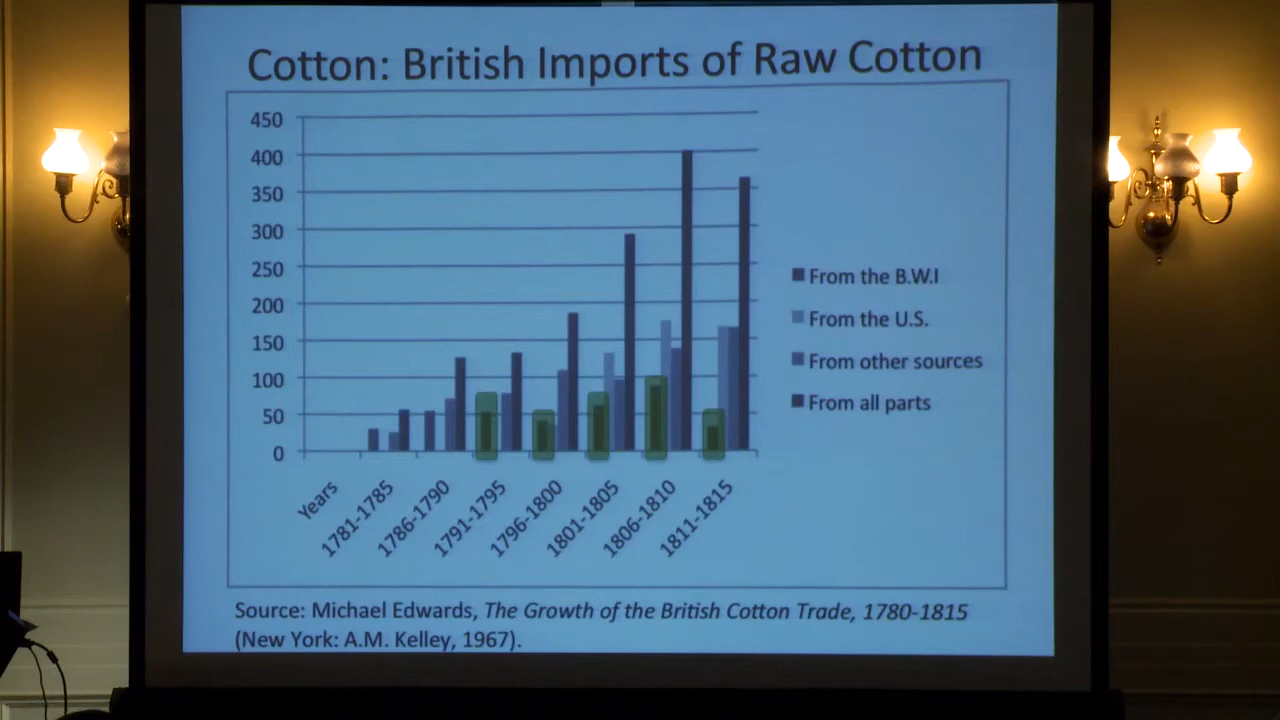 Cotton: British Imports of Raw Cotton
450
400
350
300
250
200
150
100
50
0
Years
1781-1785
1786-1790
1791-1795
1796-1800
1801-1805
1806-1810
1811-1815
From the B.W.I
From the U.S.
From other sources
From all parts
Source: Michael Edwards, The Growth of the British Cotton Trade, 1780-1815
(New York: A.M. Kelley, 1967).